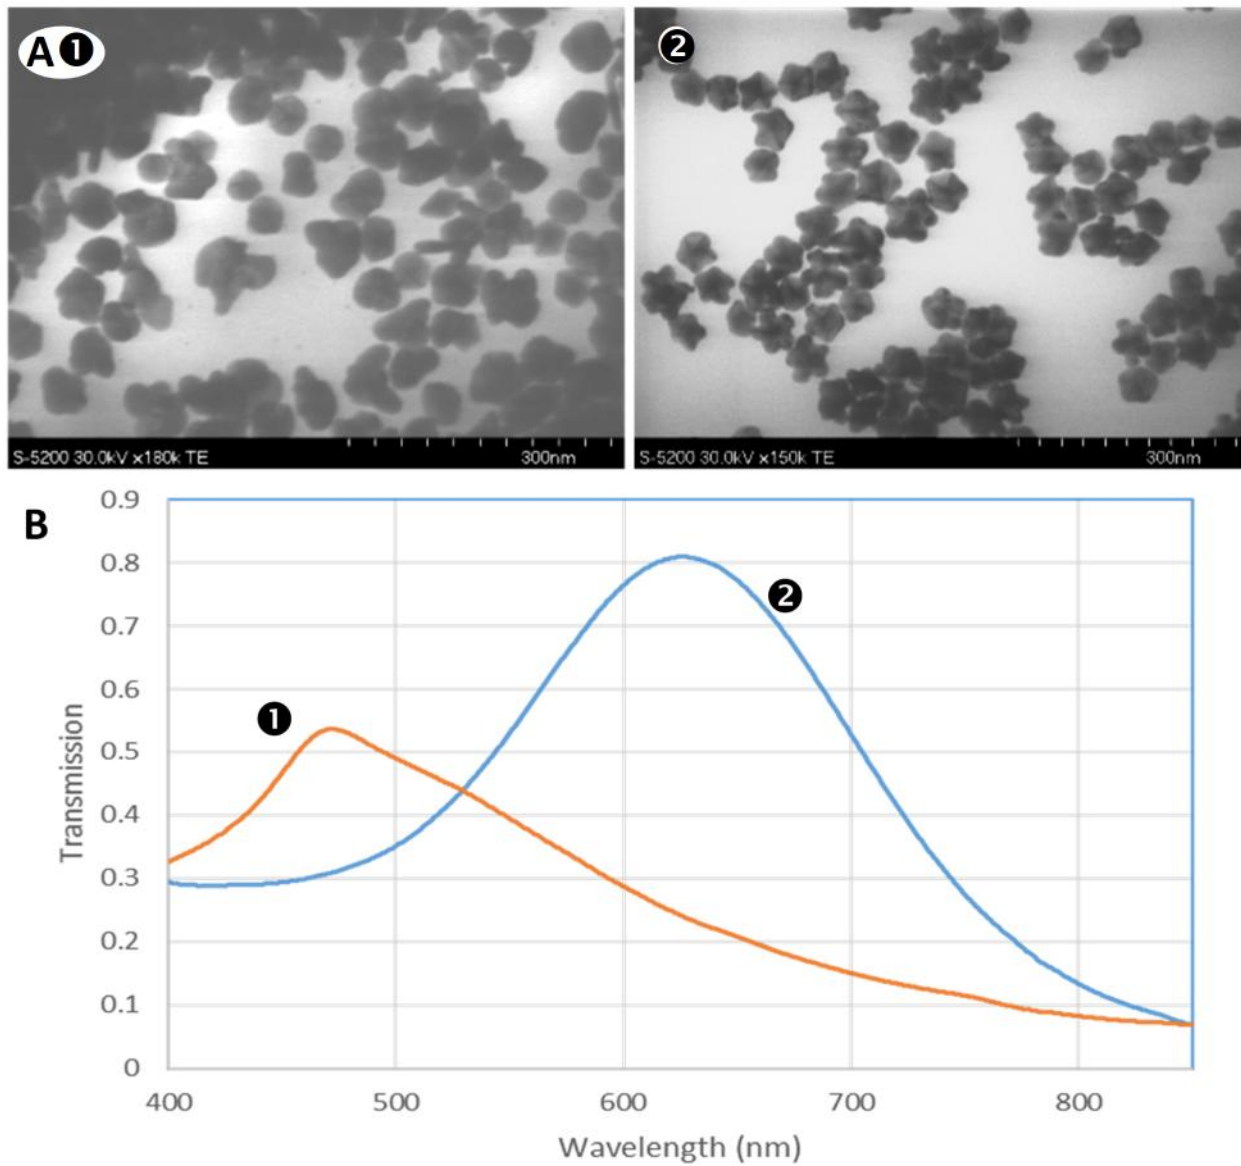 A ❶
❷
S-5200 30.0kV x180k TE 300nm
S-5200 30.0kV x150k TE 300nm
B
0.9
0.8
0.7
0.6
0.5
0.4
0.3
0.2
0.1
0
Transmission
❶
❷
400 500 600 700 800
Wavelength (nm)